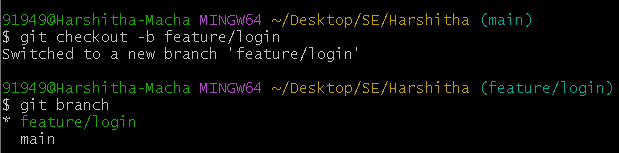 91949@Harshitha-Macha MINGW64 ~/Desktop/SE/Harshitha (main)
$ git checkout -b feature/login
Switched to a new branch 'feature/login'
91949@Harshitha-Macha MINGW64 ~/Desktop/SE/Harshitha (feature/login)
$ git branch
* feature/login
  main